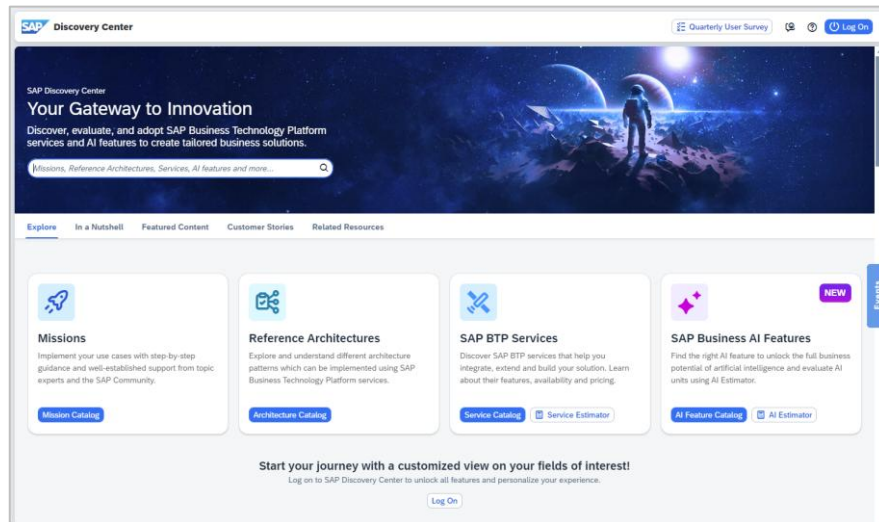 SAP Discovery Center
Quarterly User Survey
Log On
SAP Discovery Center
Your Gateway to Innovation
Discover, evaluate, and adopt SAP Business Technology Platform
services and AI features to create tailored
business solutions.
Missions, Reference Architectures, Services, AI features and more...
Explore In a Nutshell Featured Content Customer Stories Related Resources
Events
Missions
Implement your use cases with step-by-step
guidance and well-established support from topic
experts and the SAP Community.
Mission Catalog
Reference Architectures
Explore and understand different architecture
patterns which can be implemented using SAP
Business Technology Platform services.
Architecture Catalog
SAP BTP Services
Discover SAP BTP services that help you
integrate, extend and build your solution. Learn
about their features, availability and pricing.
Service Catalog Service Estimator
NEW
SAP Business AI Features
Find the right AI feature to unlock the full business
potential of artificial intelligence and evaluate AI
units using AI Estimator.
AI Feature Catalog AI Estimator
Start your journey with a customized view on your fields of interest!
Log on to SAP Discovery Center to unlock all features and personalize your experience.
Log On